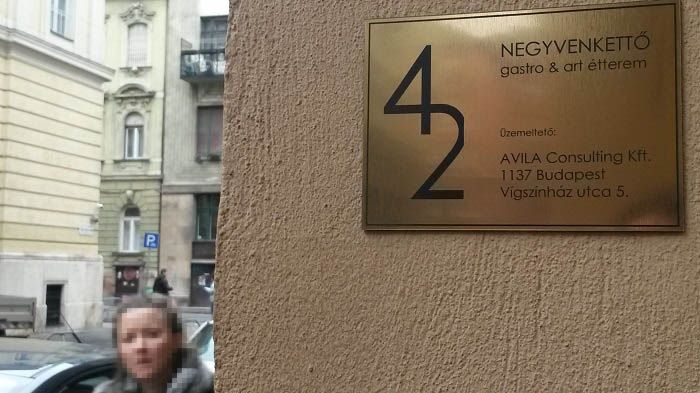 42
NEGYVENKETTŐ
gastro & art étterem
Üzemeltető:
AVILA Consulting Kft.
1137 Budapest
Vígszínház utca 5.
P